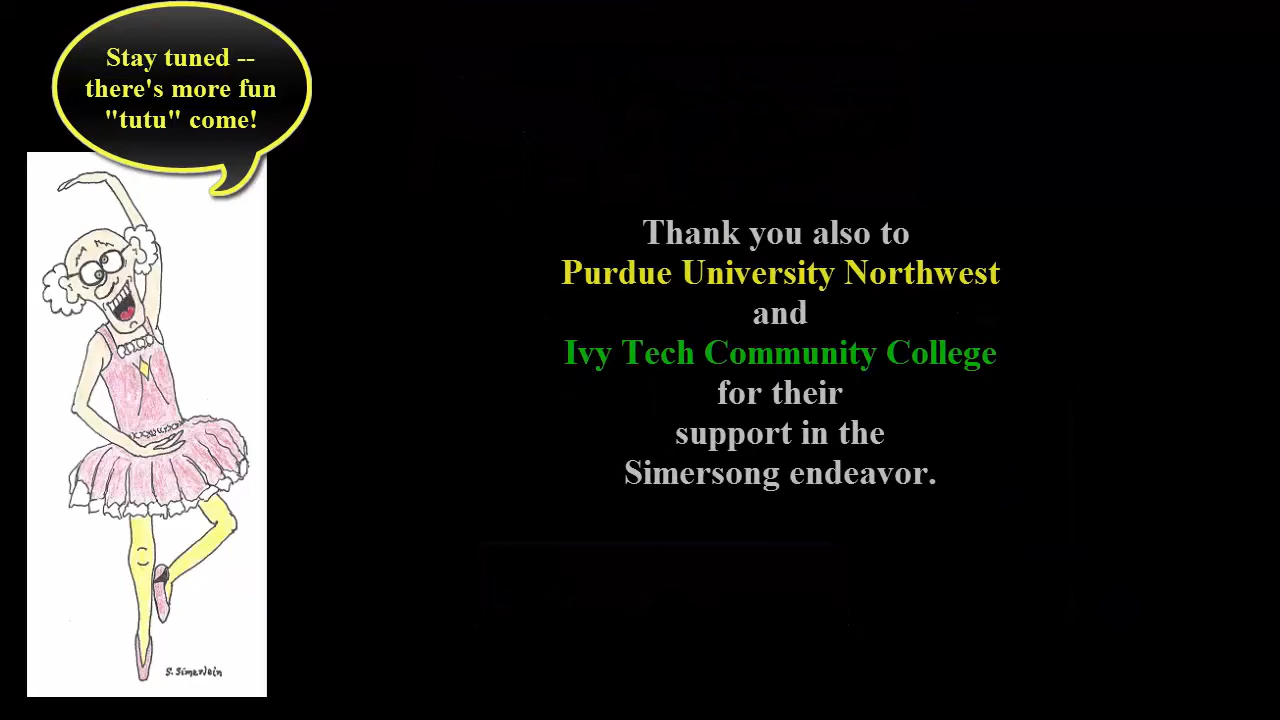 Stay tuned --
there's more fun
"tutu" come!
Thank you also to
Purdue University Northwest
and
Ivy Tech Community College
for their
support in the
Simersong endeavor.
S. Simerlein